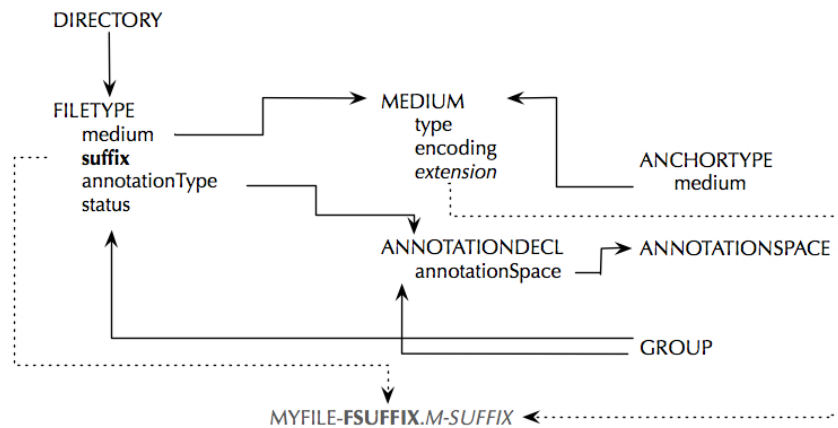 DIRECTORY
FILETYPE
medium
suffix
annotationType
status
MEDIUM
type
encoding
extension
ANCHORTYPE
medium
ANNOTATIONDECL
annotationSpace
ANNOTATIONSPACE
GROUP
MYFILE-FSUFFIX.M-SUFFIX